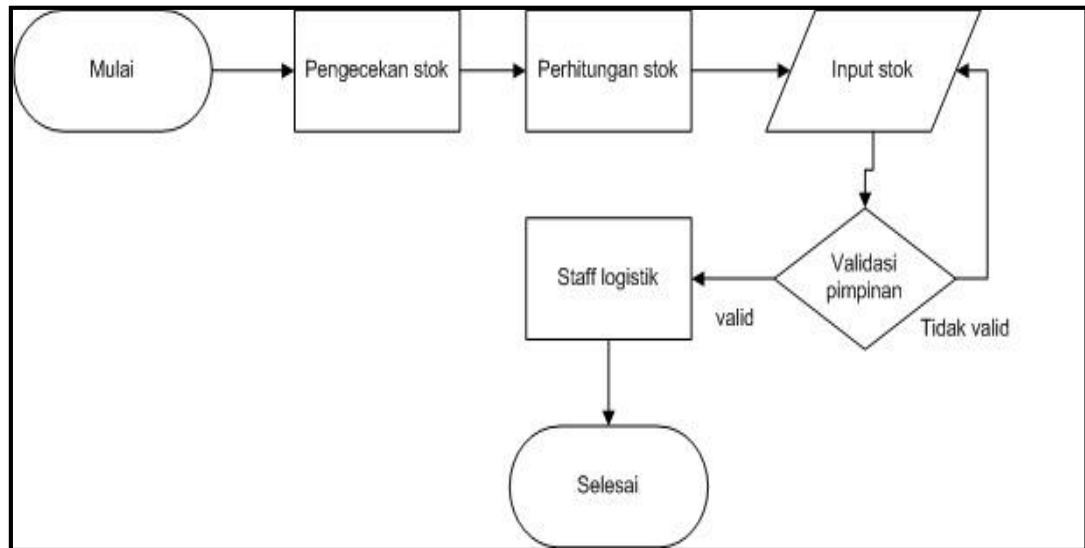 Mulai
Pengecekan stok
Perhitungan stok
Input stok
Validasi
pimpinan
Staff logistik
valid
Tidak valid
Selesai